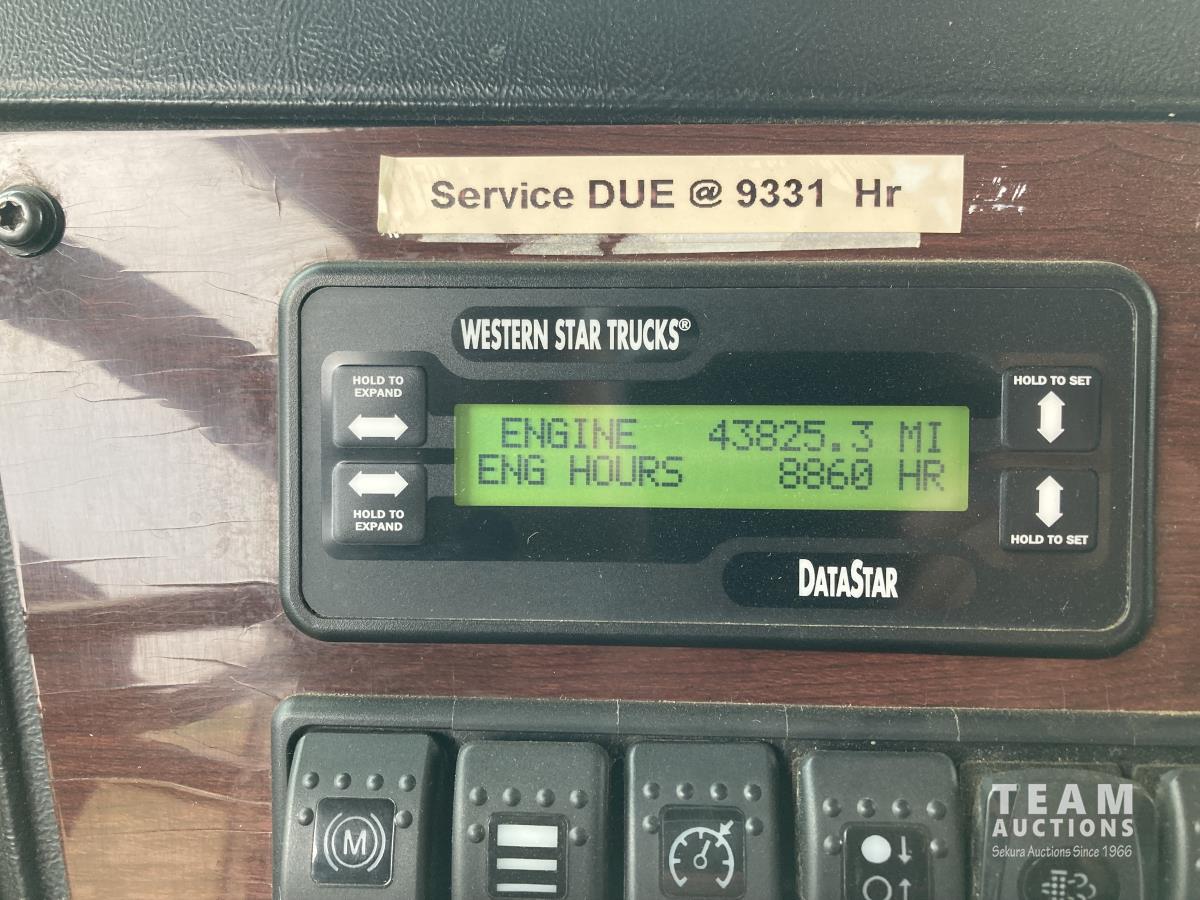 Service DUE @ 9331 Hr
WESTERN STAR TRUCKS®
HOLD TO
EXPAND
HOLD TO SET
ENGINE 43825.3 MI
ENG HOURS 8860 HR
HOLD TO
EXPAND
HOLD TO SET
DATASTAR
M
TEAM
AUCTIONS
Sekura Auctions Since 1966